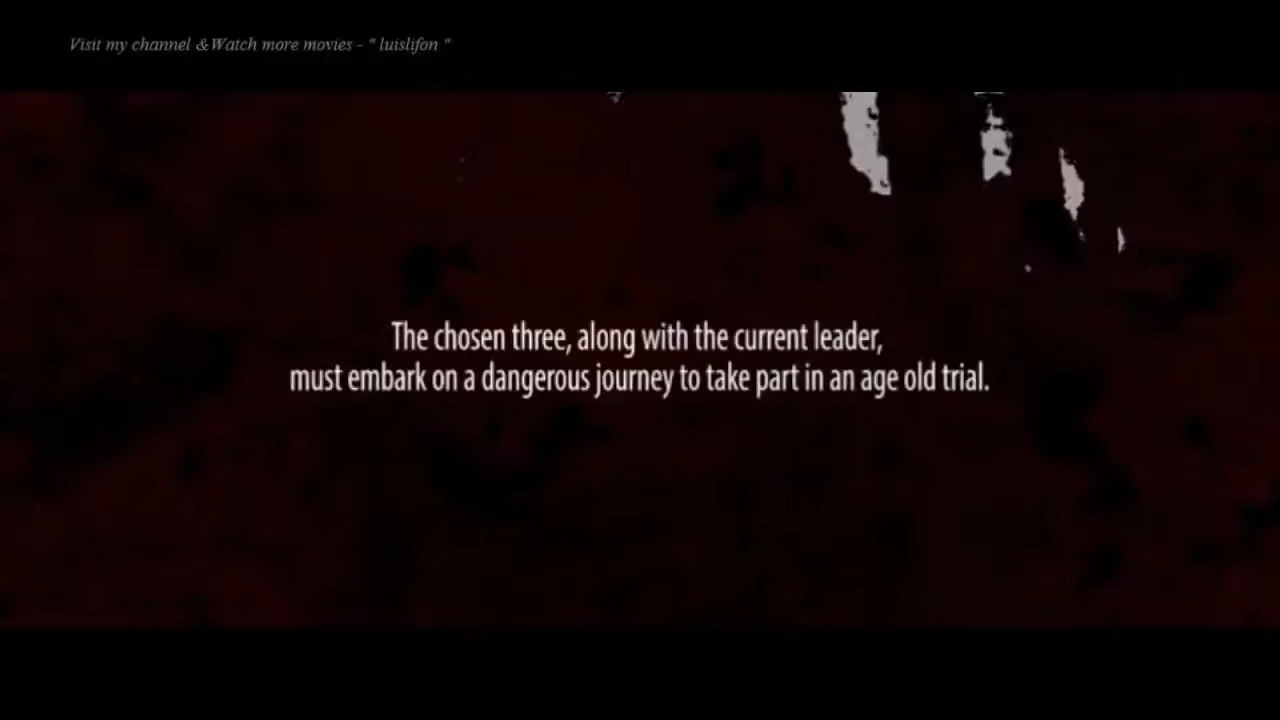 Visit my channel &Watch more movies - " luislifon "
The chosen three, along with the current leader,
must embark on a dangerous journey to take part in an age old trial.